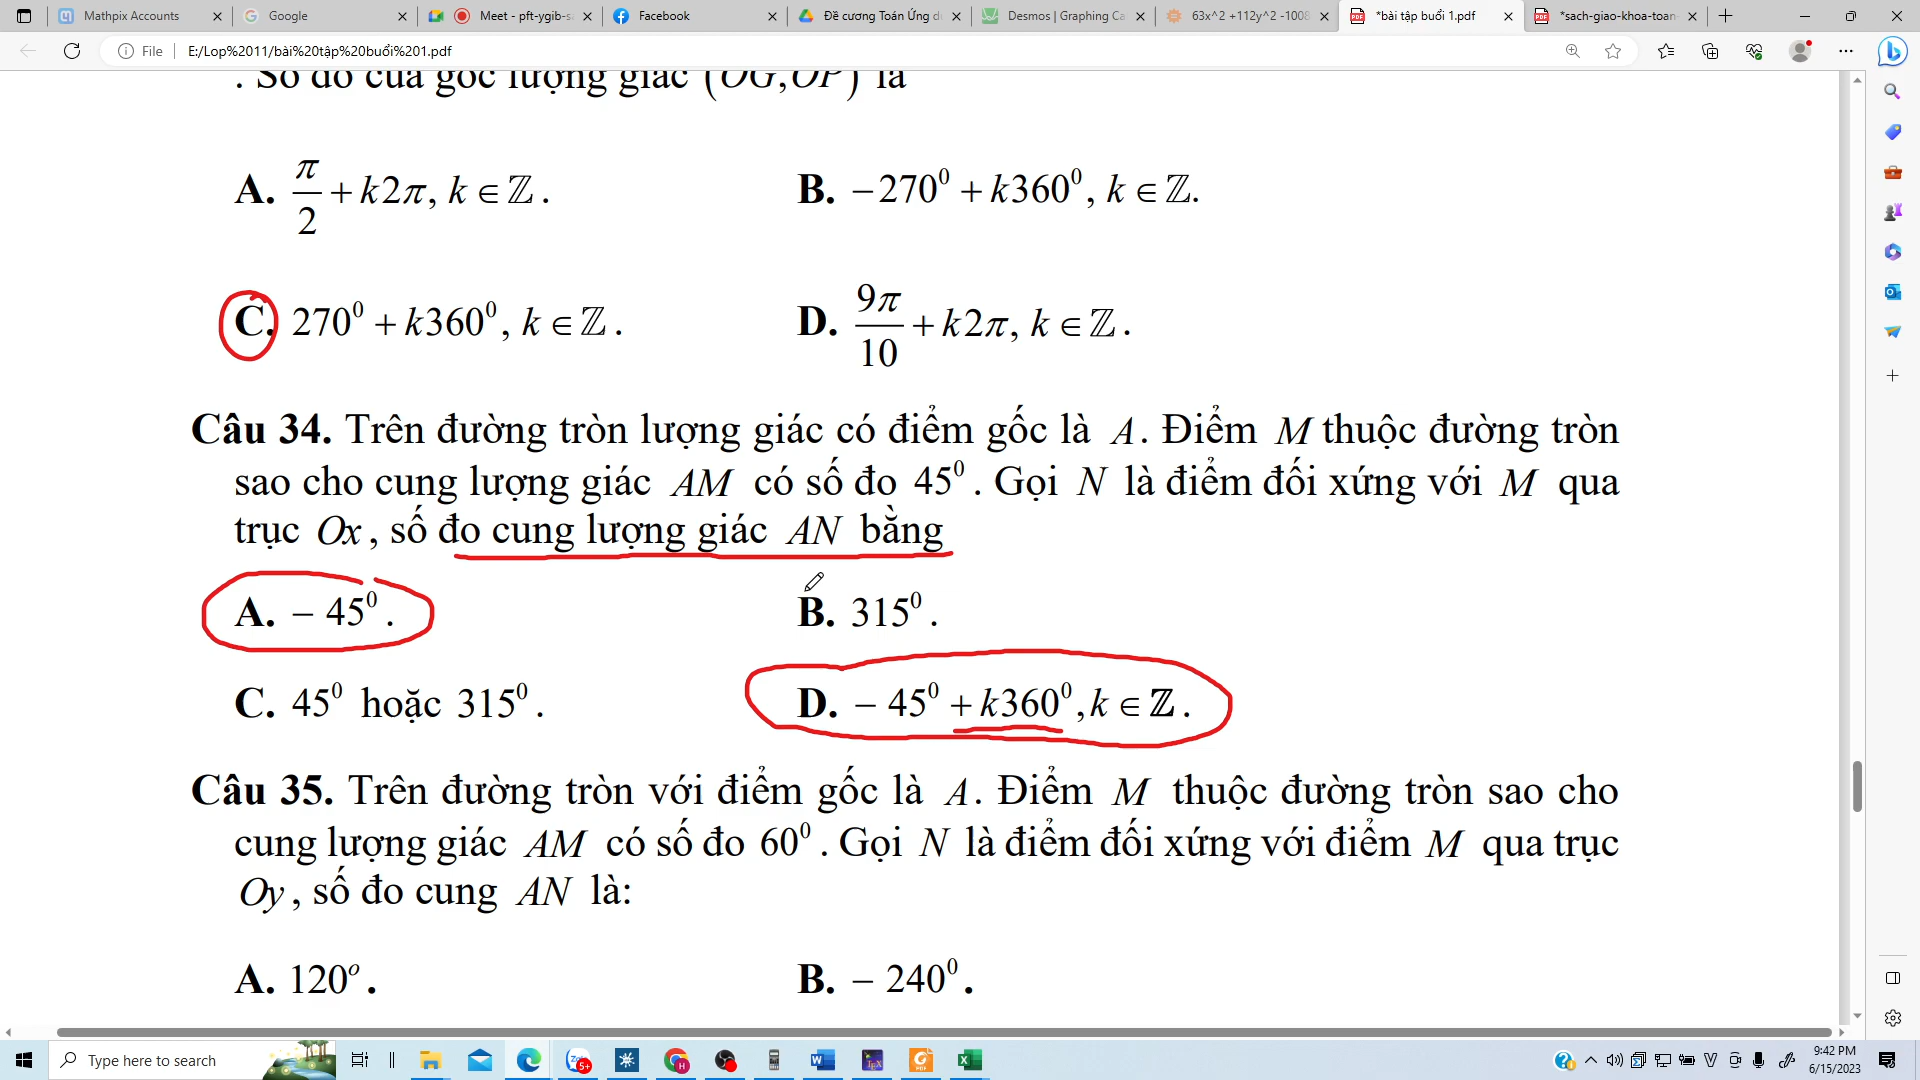 Mathpix Accounts
Google
Meet - pft-ygib-s
Facebook
Đề cương Toán Ứng d
Desmos | Graphing Ca
63x^2 +112y^2 -1008
*bài tập buổi 1.pdf
*sach-giao-khoa-toan-
File | E:/Lop%2011/bài%20tập%20buổi%201.pdf
. Số đo của góc lượng giác (OG,OP) là
A. π/2 + k2π, k ∈ ℤ.
B. −270⁰ + k360⁰, k ∈ ℤ.
C. 270⁰ + k360⁰, k ∈ ℤ.
D. 9π/10 + k2π, k ∈ ℤ.
Câu 34. Trên đường tròn lượng giác có điểm gốc là A. Điểm M thuộc đường tròn
sao cho cung lượng giác AM có số đo 45⁰. Gọi N là điểm đối xứng với M qua
trục Ox, số đo cung lượng giác AN bằng
A. − 45⁰.
B. 315⁰.
C. 45⁰ hoặc 315⁰.
D. − 45⁰ + k360⁰, k ∈ ℤ.
Câu 35. Trên đường tròn với điểm gốc là A. Điểm M thuộc đường tròn sao cho
cung lượng giác AM có số đo 60⁰. Gọi N là điểm đối xứng với điểm M qua trục
Oy, số đo cung AN là:
A. 120ᵒ.
B. − 240⁰.
Type here to search
9:42 PM
6/15/2023